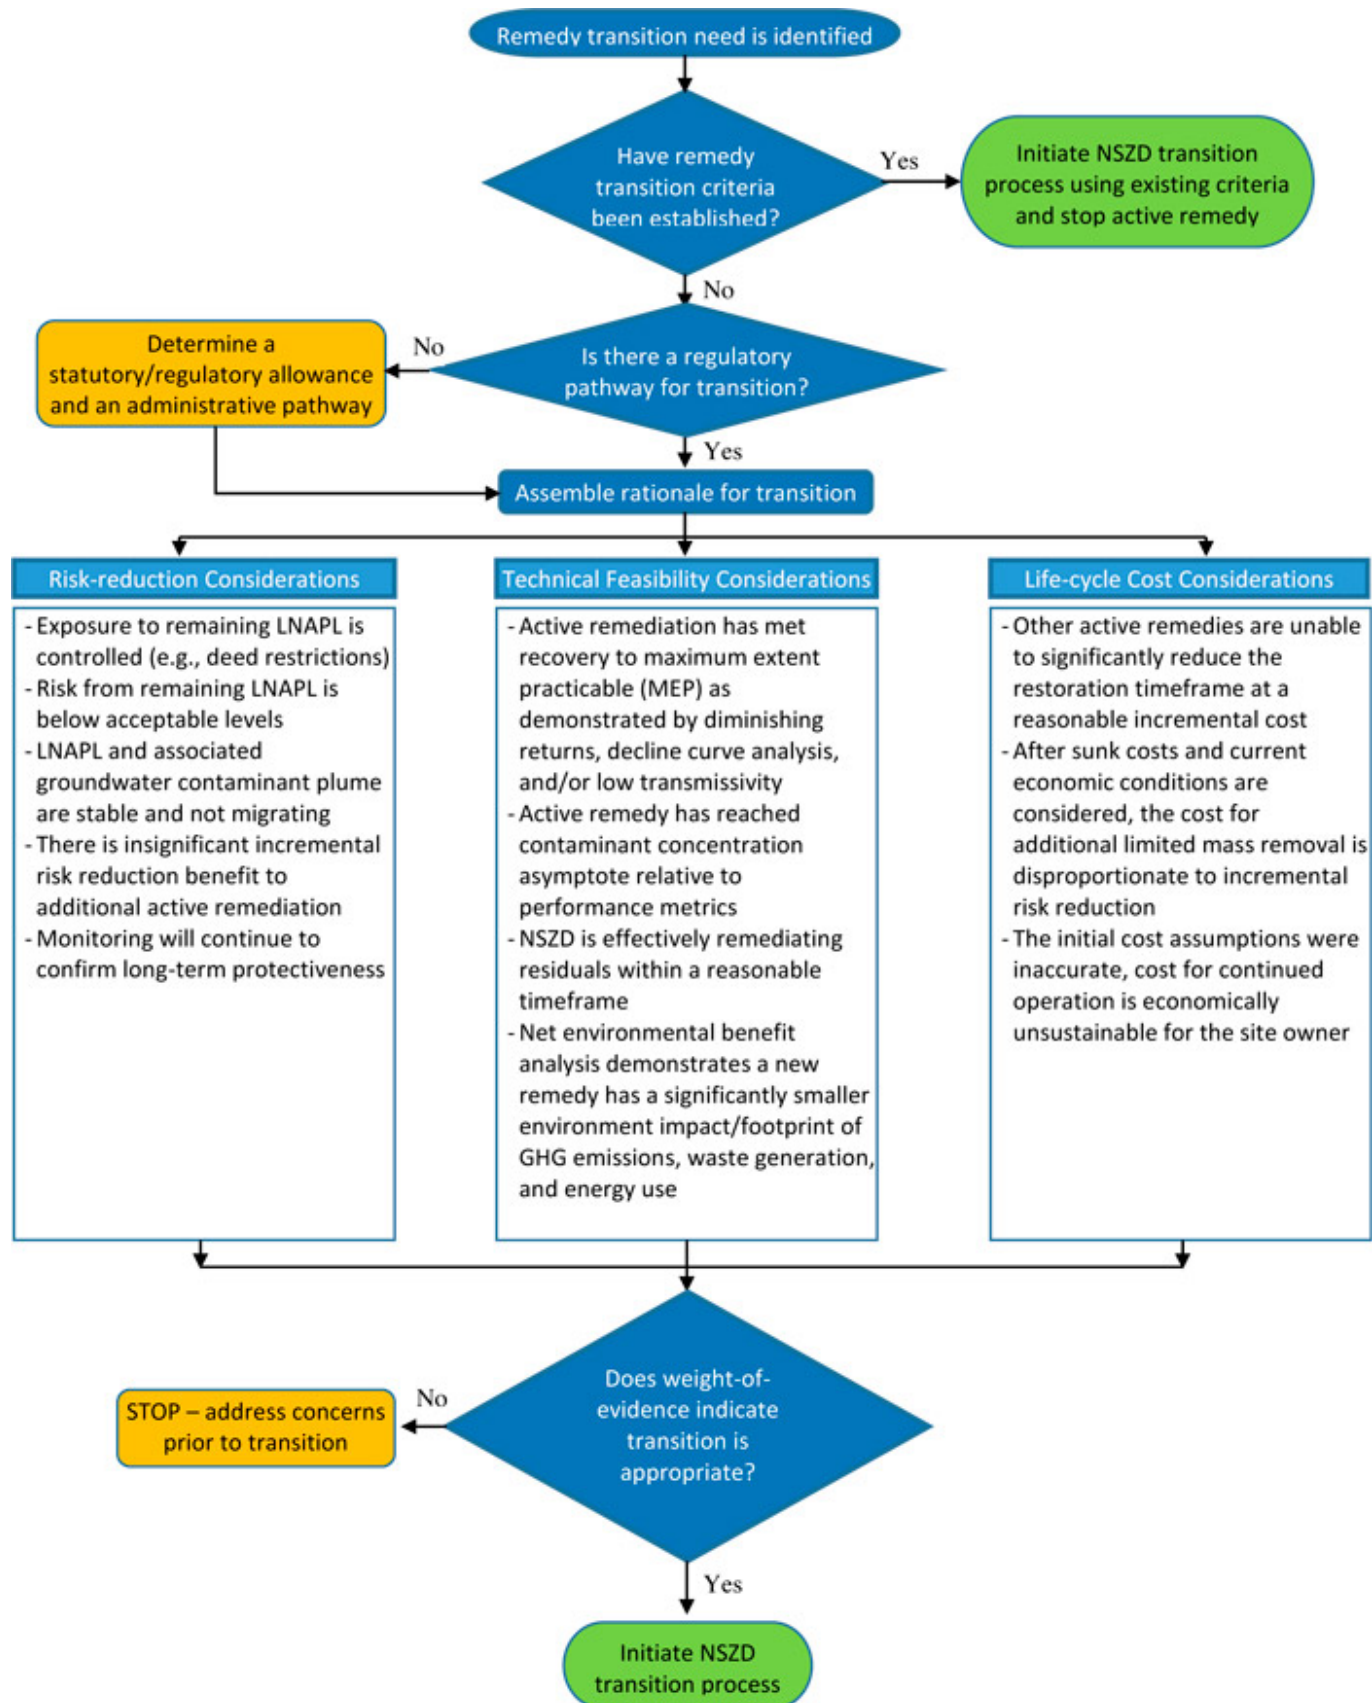 Remedy transition need is identified
Have remedy
transition criteria
been established?
Yes
Initiate NSZD transition
process using existing criteria
and stop active remedy
No
Is there a regulatory
pathway for transition?
No
Determine a
statutory/regulatory allowance
and an administrative pathway
Yes
Assemble rationale for transition
Risk-reduction Considerations
- Exposure to remaining LNAPL is
controlled (e.g., deed restrictions)
- Risk from remaining LNAPL is
below acceptable levels
- LNAPL and associated
groundwater contaminant plume
are stable and not migrating
- There is insignificant incremental
risk reduction benefit to
additional active remediation
- Monitoring will continue to
confirm long-term protectiveness
Technical Feasibility Considerations
- Active remediation has met
recovery to maximum extent
practicable (MEP) as
demonstrated by diminishing
returns, decline curve analysis,
and/or low transmissivity
- Active remedy has reached
contaminant concentration
asymptote relative to
performance metrics
- NSZD is effectively remediating
residuals within a reasonable
timeframe
- Net environmental benefit
analysis demonstrates a new
remedy has a significantly smaller
environment impact/footprint of
GHG emissions, waste generation,
and energy use
Life-cycle Cost Considerations
- Other active remedies are unable
to significantly reduce the
restoration timeframe at a
reasonable incremental cost
- After sunk costs and current
economic conditions are
considered, the cost for
additional limited mass removal is
disproportionate to incremental
risk reduction
- The initial cost assumptions were
inaccurate, cost for continued
operation is economically
unsustainable for the site owner
Does weight-of-
evidence indicate
transition is
appropriate?
No
STOP – address concerns
prior to transition
Yes
Initiate NSZD
transition process